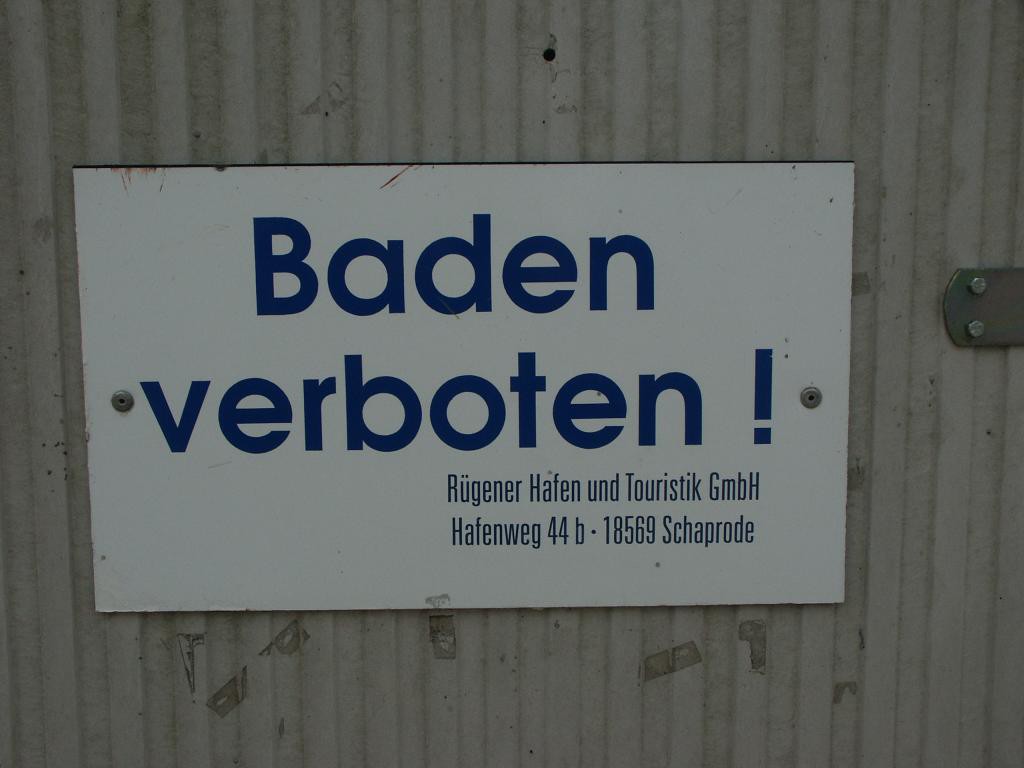 Baden
verboten !
Rügener Hafen und Touristik GmbH
Hafenweg 44 b · 18569 Schaprode